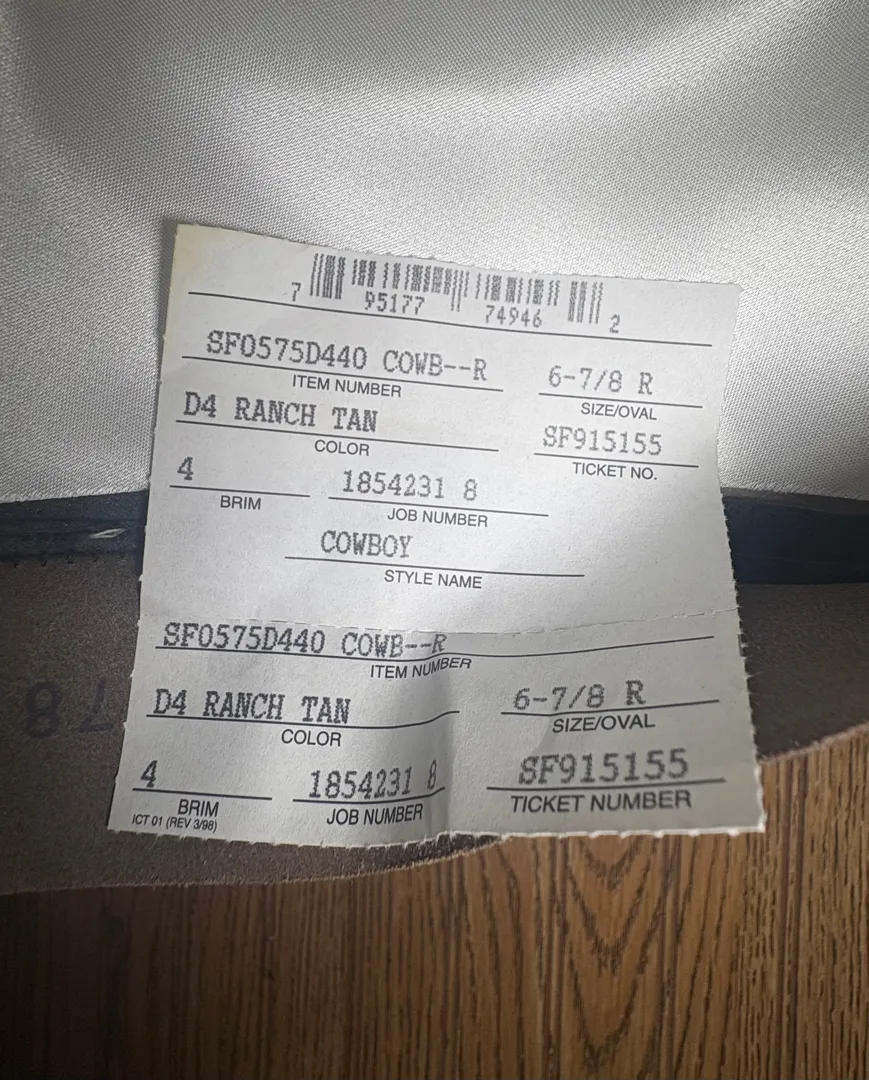 7 95177 74946 2
SF0575D440 COWB--R 6-7/8 R
ITEM NUMBER SIZE/OVAL
D4 RANCH TAN SF915155
COLOR TICKET NO.
4 1854231 8
BRIM JOB NUMBER
COWBOY
STYLE NAME
SF0575D440 COWB--R
ITEM NUMBER
D4 RANCH TAN 6-7/8 R
COLOR SIZE/OVAL
4 1854231 8 SF915155
BRIM JOB NUMBER TICKET NUMBER
ICT 01 (REV 3/98)